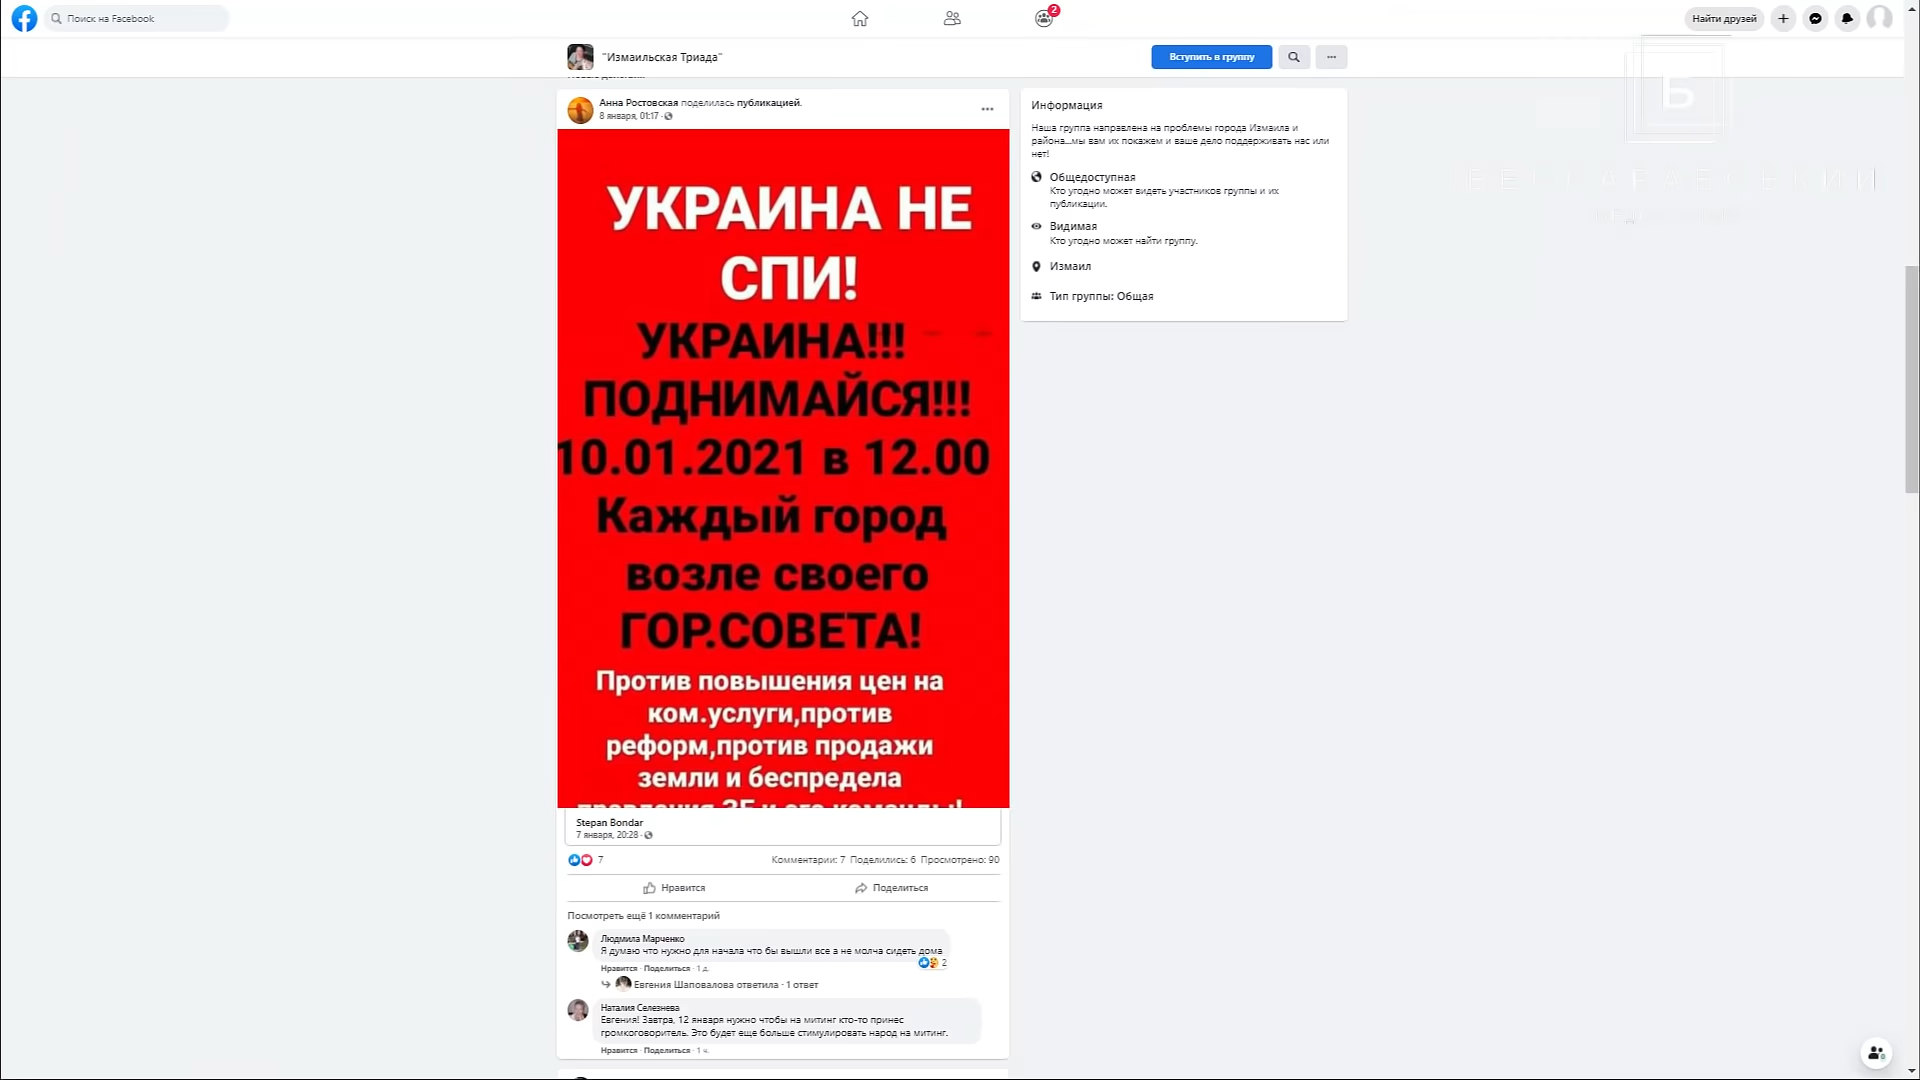 Поиск на Facebook
2
Найти друзей
"Измаильская Триада"
Вступить в группу
Анна Ростовская поделилась публикацией.
8 января, 01:17
УКРАИНА НЕ
СПИ!
УКРАИНА!!!
ПОДНИМАЙСЯ!!!
10.01.2021 в 12.00
Каждый город
возле своего
ГОР.СОВЕТА!
Против повышения цен на
ком.услуги,против
реформ,против продажи
земли и беспредела
Stepan Bondar
7 января, 20:28
7
Комментарии: 7 Поделились: 6 Просмотрено: 90
Нравится
Поделиться
Посмотреть ещё 1 комментарий
Людмила Марченко
Я думаю что нужно для начала что бы вышли все а не молча сидеть дома
2
Нравится · Поделиться · 1 д.
Евгения Шаповалова ответила · 1 ответ
Наталия Селезнева
Евгения! Завтра, 12 января нужно чтобы на митинг кто-то принес
громкоговоритель. Это будет еще больше стимулировать народ на митинг.
Нравится · Поделиться · 1 ч.
Информация
Наша группа направлена на проблемы города Измаила и
района...мы вам их покажем и ваше дело поддерживать нас или
нет!
Общедоступная
Кто угодно может видеть участников группы и их
публикации.
Видимая
Кто угодно может найти группу.
Измаил
Тип группы: Общая
Б